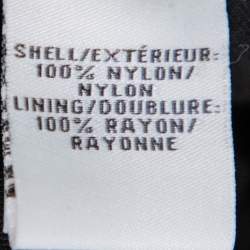 SHELL/EXTÉRIEUR:
100% NYLON/
NYLON
LINING/DOUBLURE:
100% RAYON/
RAYONNE